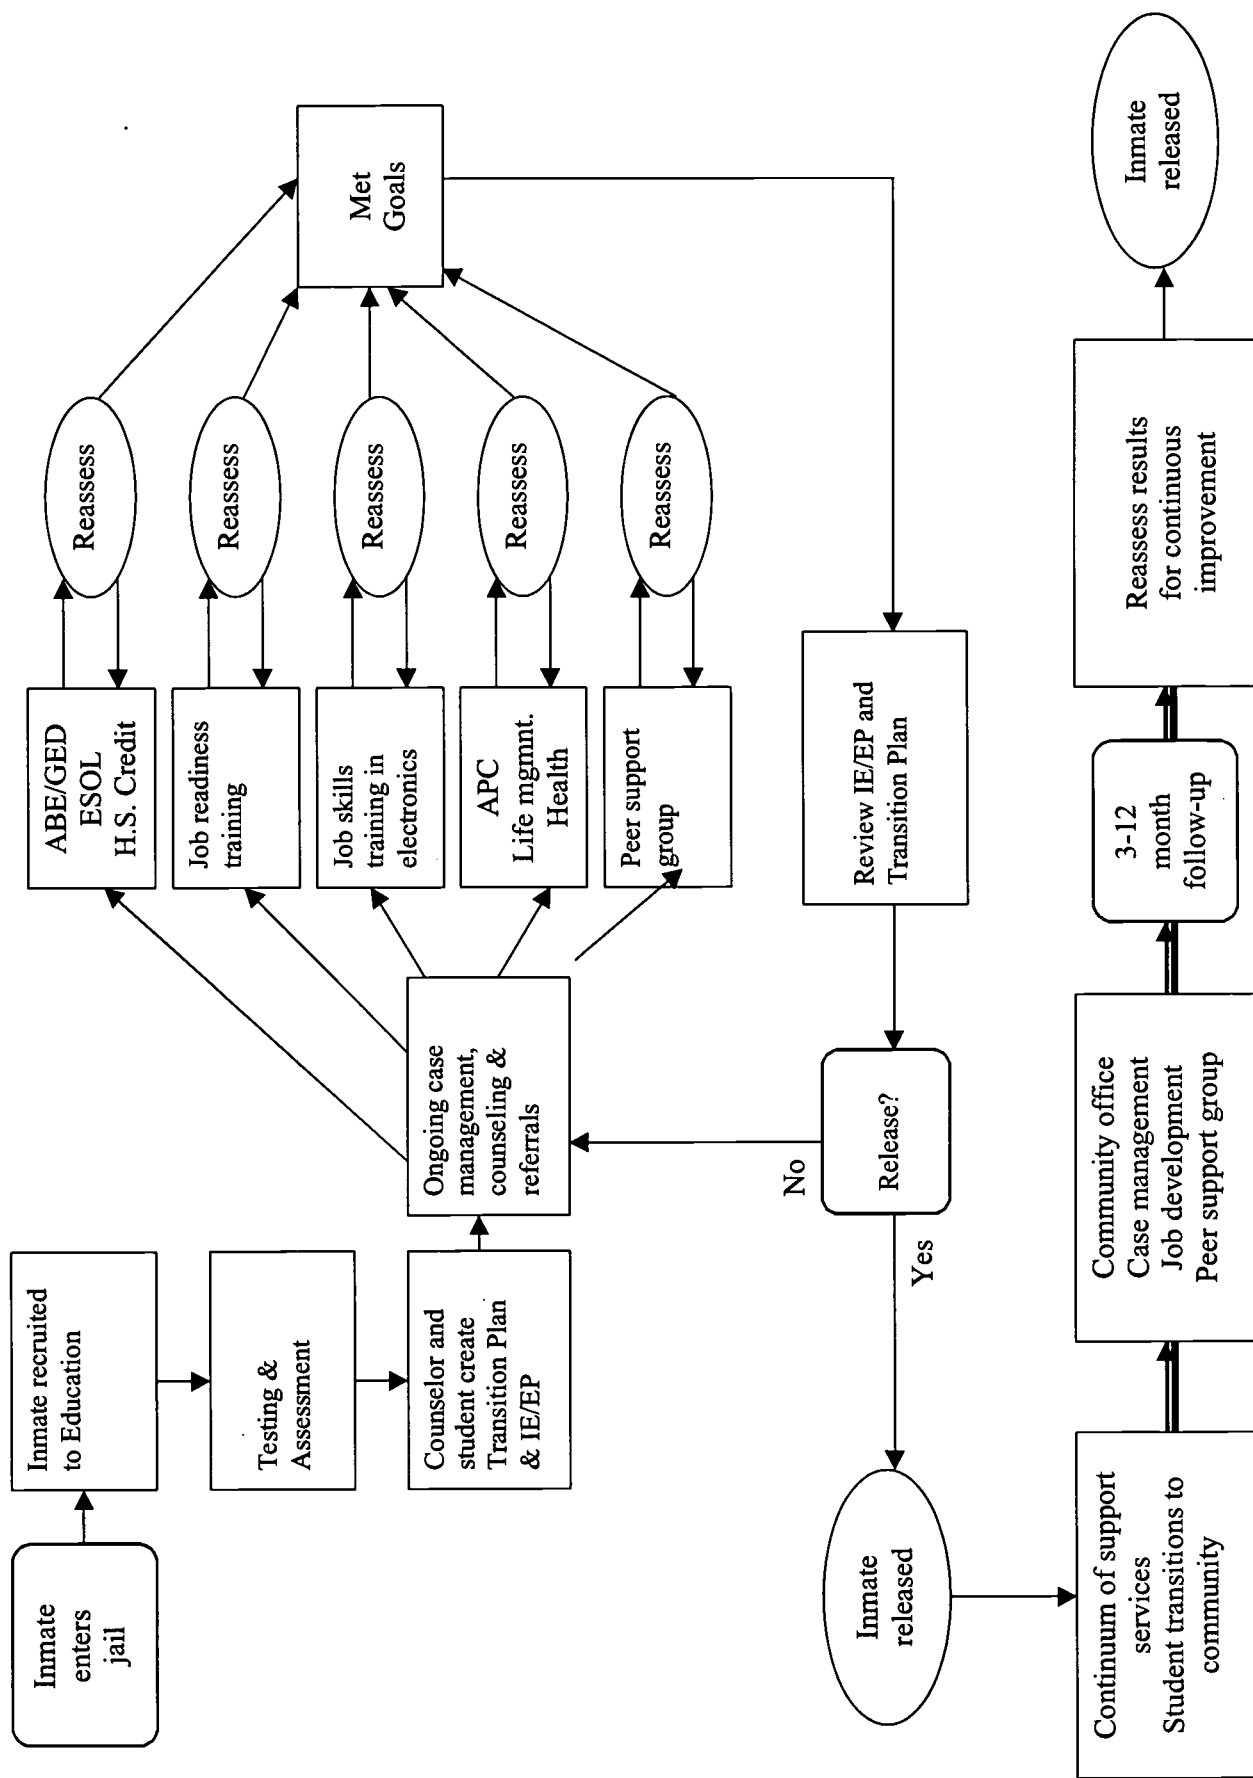 Inmate
enters
jail
Inmate recruited
to Education
Testing &
Assessment
Counselor and
student create
Transition Plan
& IE/EP
Ongoing case
management,
counseling &
referrals
ABE/GED
ESOL
H.S. Credit
Job readiness
training
Job skills
training in
electronics
APC
Life mgmnt.
Health
Peer support
group
Reassess
Reassess
Reassess
Reassess
Reassess
Met
Goals
Review IE/EP and
Transition Plan
Release?
No
Yes
Inmate
released
Continuum of support
services
Student transitions to
community
Community office
Case management
Job development
Peer support group
3-12
month
follow-up
Reassess results
for continuous
improvement
Inmate
released